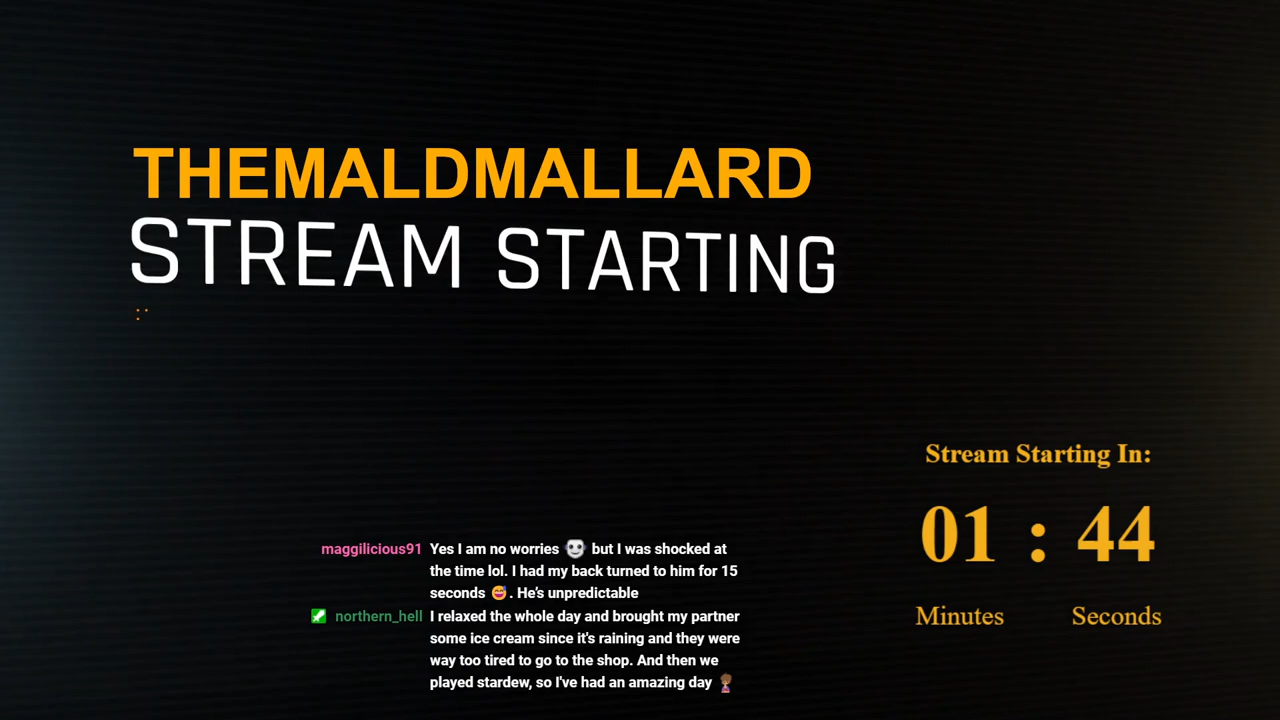 THEMALDMALLARD
STREAM STARTING
Stream Starting In:
01 : 44
Minutes Seconds
maggilicious91 Yes I am no worries but I was shocked at
the time lol. I had my back turned to him for 15
seconds 😅. He's unpredictable
northern_hell I relaxed the whole day and brought my partner
some ice cream since it's raining and they were
way too tired to go to the shop. And then we
played stardew, so I've had an amazing day